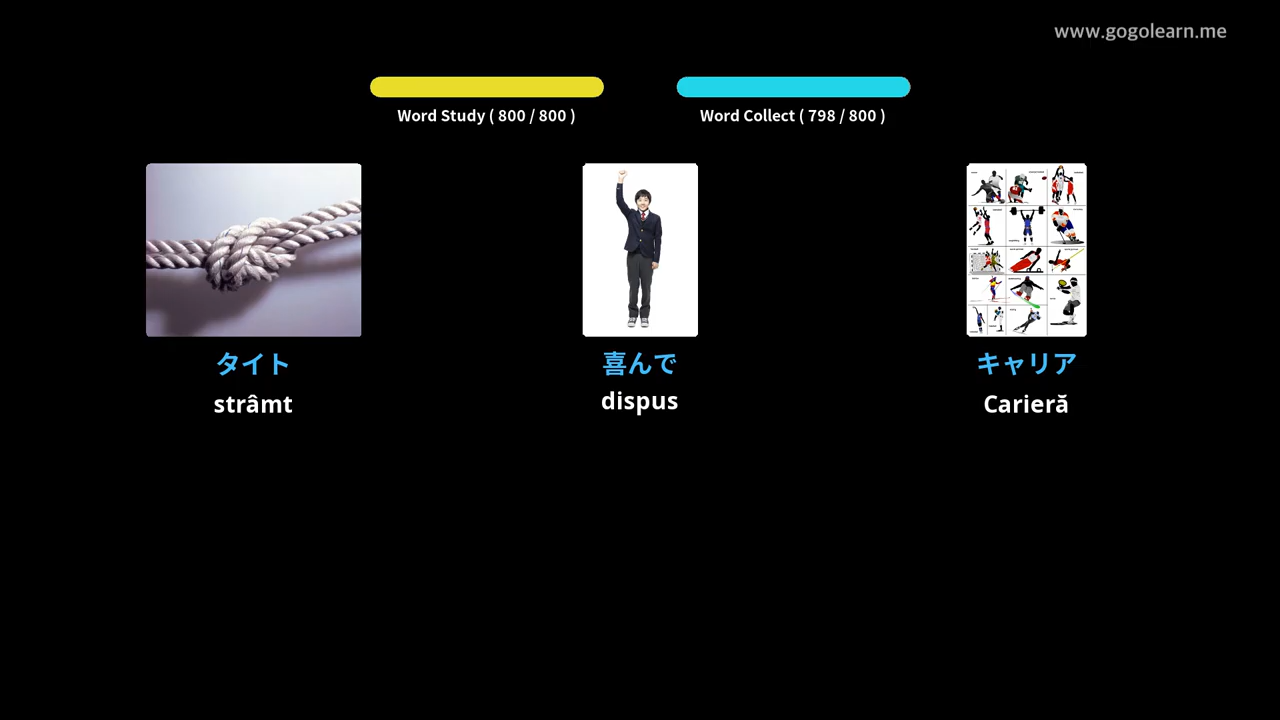 www.gogolearn.me
Word Study ( 800 / 800 )
Word Collect ( 798 / 800 )
タイト
喜んで
キャリア
strâmt
dispus
Carieră